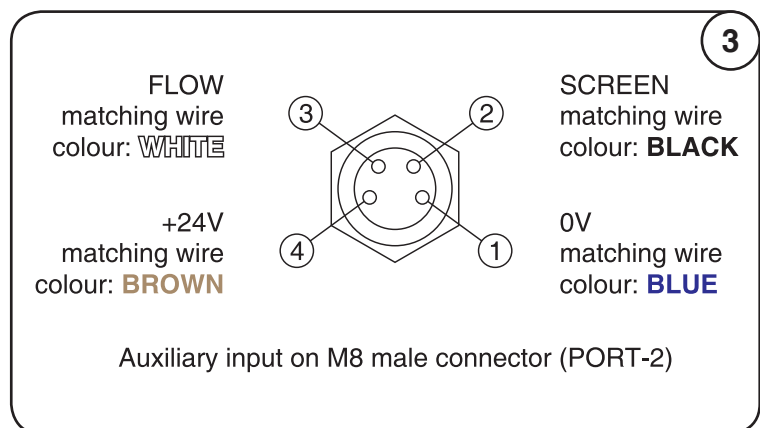 3
FLOW
matching wire
colour: WHITE
3
2
SCREEN
matching wire
colour: BLACK
+24V
matching wire
colour: BROWN
4
1
0V
matching wire
colour: BLUE
Auxiliary input on M8 male connector (PORT-2)